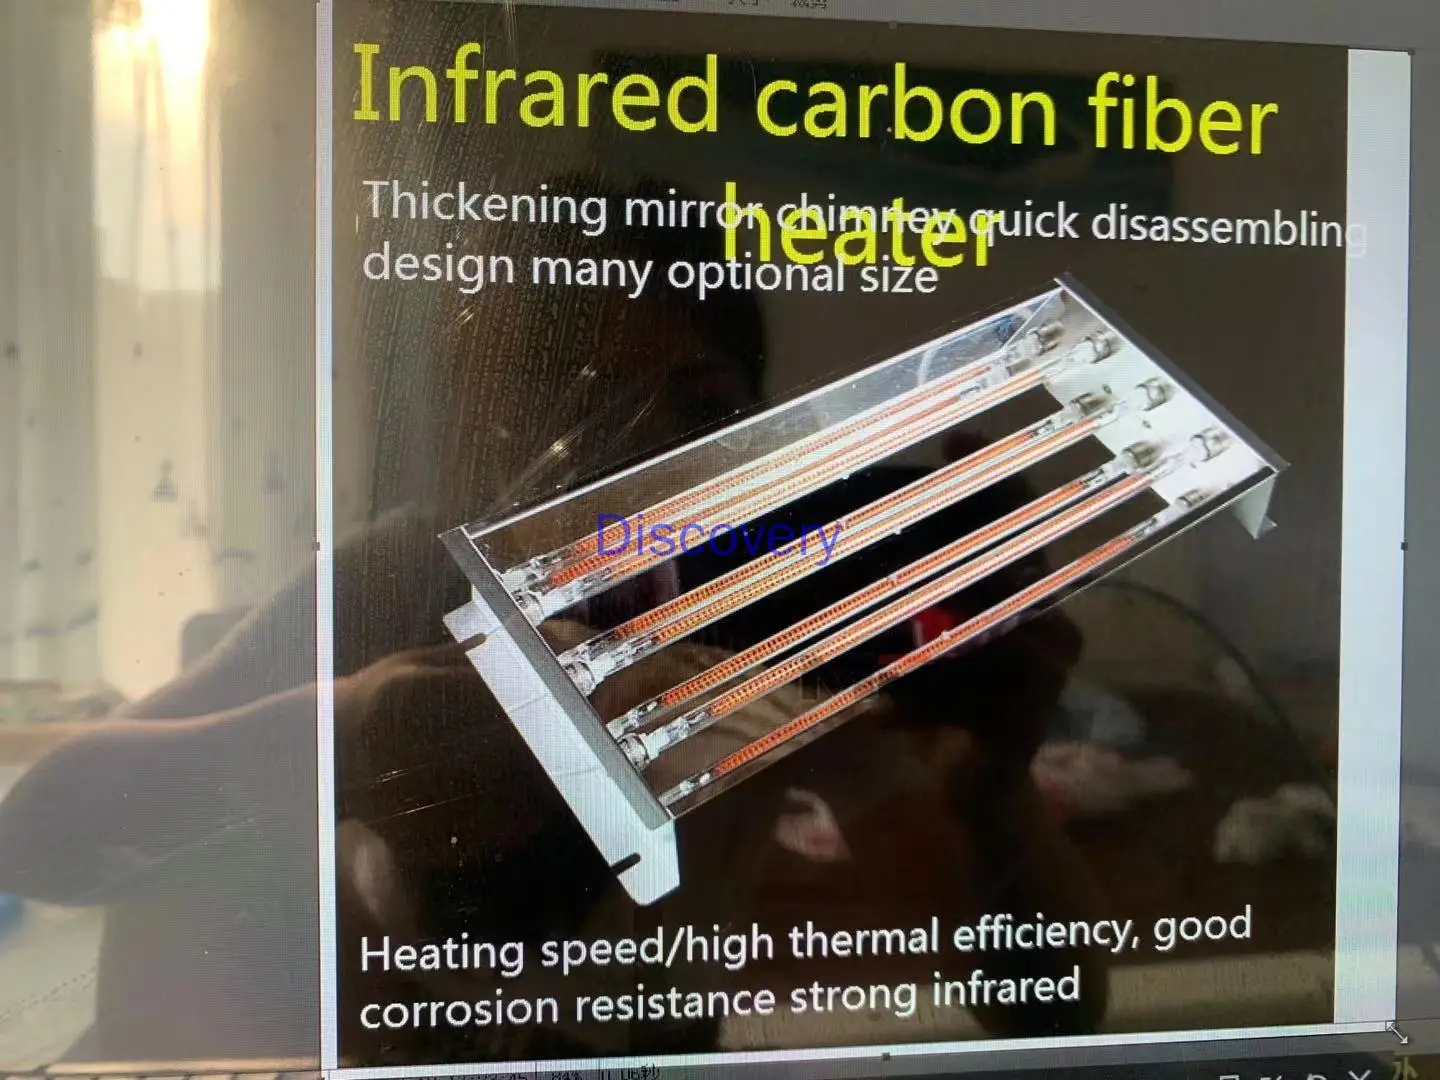 Infrared carbon fiber
heater
Thickening mirror chimney quick disassembling
design many optional size
Discovery
Heating speed/high thermal efficiency, good
corrosion resistance strong infrared